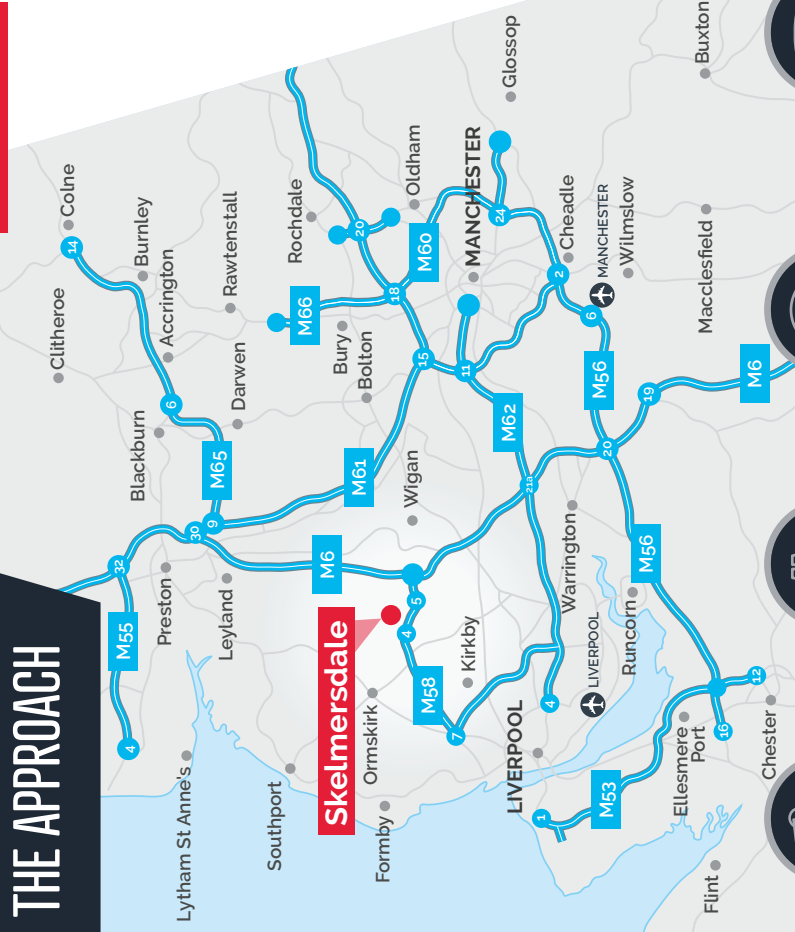 THE APPROACH
Skelmersdale
Colne
14
Clitheroe
Burnley
Accrington
Rawtenstall
6
Blackburn
Darwen
M65
9
30
32
M55
4
Preston
Leyland
Lytham St Anne's
Southport
M6
M61
Wigan
Bolton
Bury
M66
Rochdale
20
Oldham
18
M60
15
11
MANCHESTER
24
Glossop
Buxton
Cheadle
2
MANCHESTER
6
Wilmslow
Macclesfield
M56
M62
21a
20
19
M6
Warrington
5
4
M58
7
Ormskirk
Kirkby
Formby
LIVERPOOL
4
LIVERPOOL
Runcorn
M56
12
16
Chester
Ellesmere
Port
M53
1
Flint